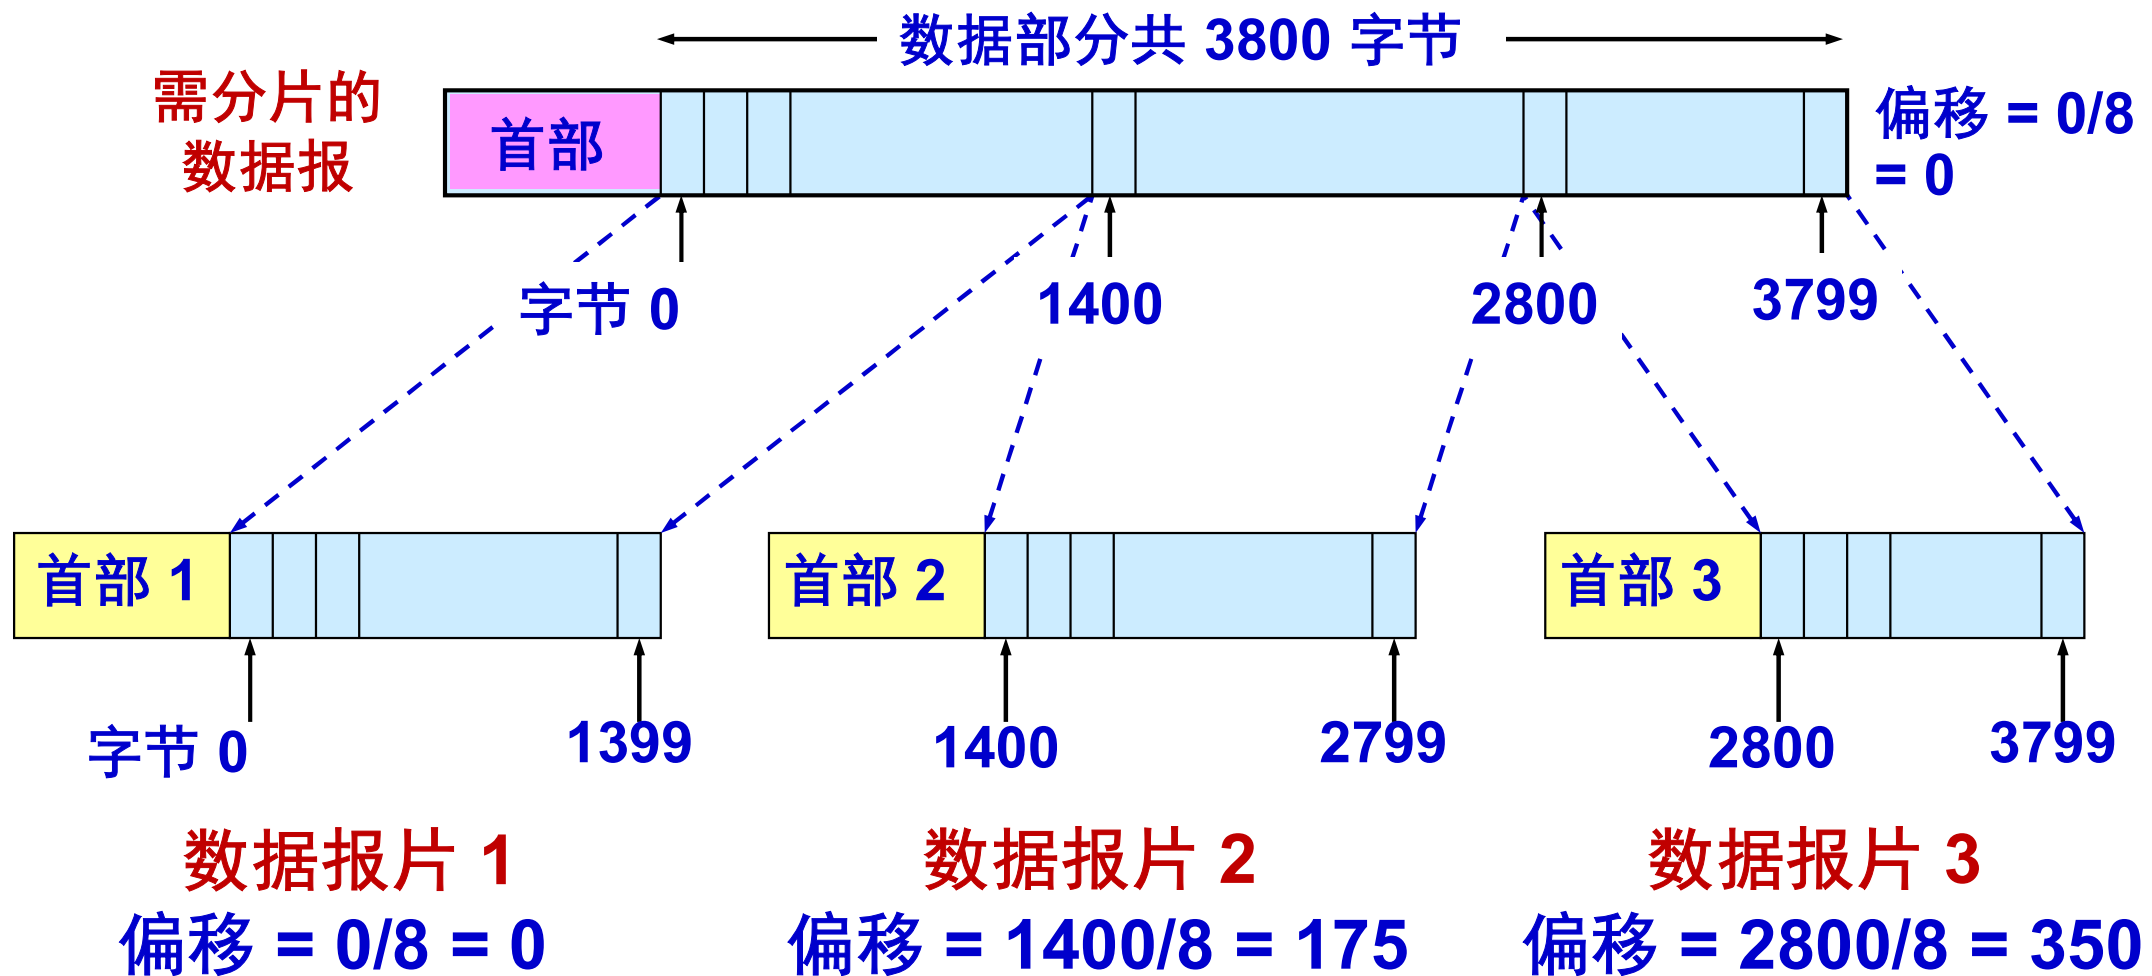 数据部分共 3800 字节
需分片的
数据报
首部
偏移 = 0/8
= 0
字节 0
1400
2800
3799
首部 1
首部 2
首部 3
字节 0
1399
1400
2799
2800
3799
数据报片 1
数据报片 2
数据报片 3
偏移 = 0/8 = 0
偏移 = 1400/8 = 175
偏移 = 2800/8 = 350